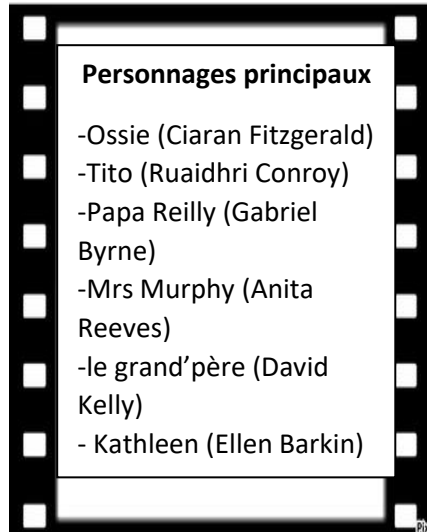 Personnages principaux
-Ossie (Ciaran Fitzgerald)
-Tito (Ruaidhri Conroy)
-Papa Reilly (Gabriel
Byrne)
-Mrs Murphy (Anita
Reeves)
-le grand’père (David
Kelly)
- Kathleen (Ellen Barkin)